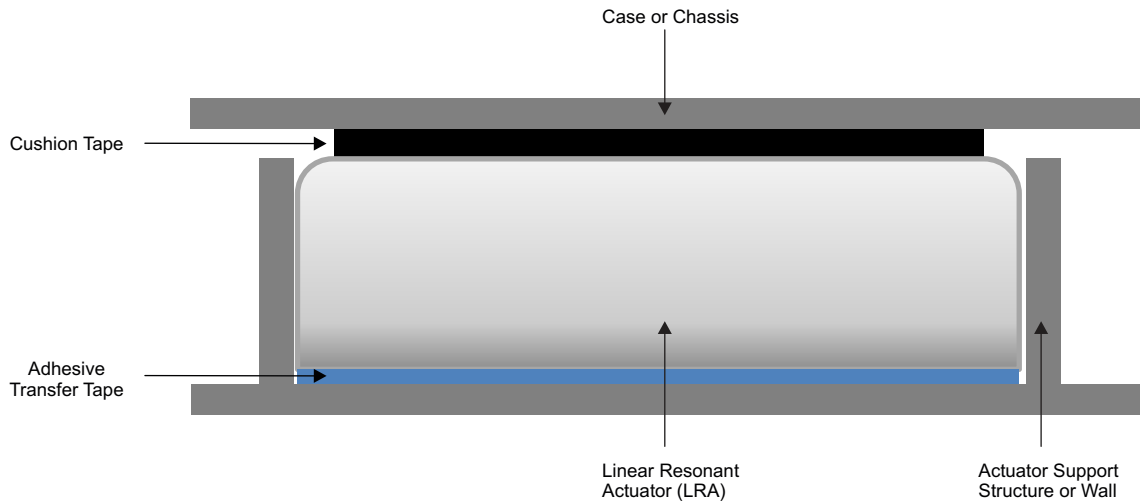 Case or Chassis
Cushion Tape
Adhesive
Transfer Tape
Linear Resonant
Actuator (LRA)
Actuator Support
Structure or Wall